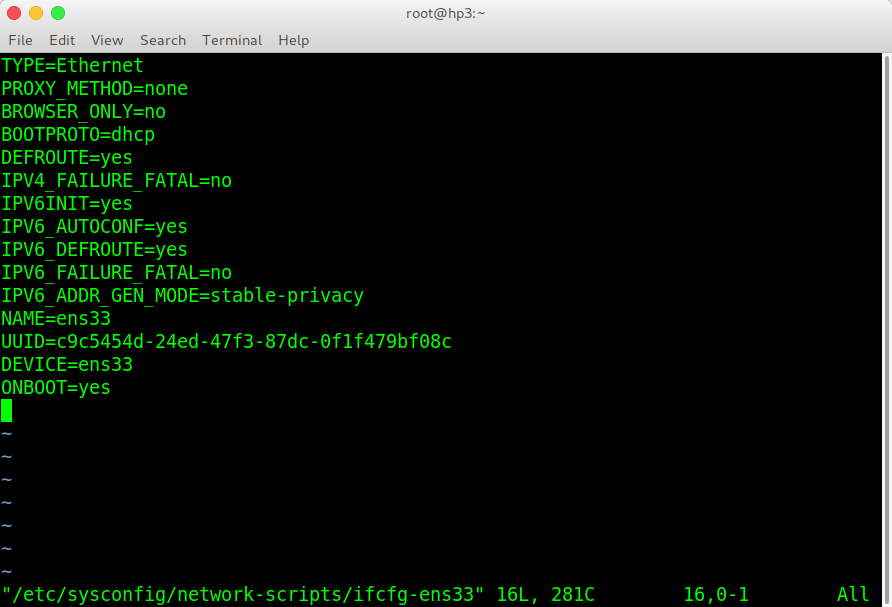 root@hp3:~
File Edit View Search Terminal Help
TYPE=Ethernet
PROXY_METHOD=none
BROWSER_ONLY=no
BOOTPROTO=dhcp
DEFROUTE=yes
IPV4_FAILURE_FATAL=no
IPV6INIT=yes
IPV6_AUTOCONF=yes
IPV6_DEFROUTE=yes
IPV6_FAILURE_FATAL=no
IPV6_ADDR_GEN_MODE=stable-privacy
NAME=ens33
UUID=c9c5454d-24ed-47f3-87dc-0f1f479bf08c
DEVICE=ens33
ONBOOT=yes
~
~
~
~
~
~
~
"/etc/sysconfig/network-scripts/ifcfg-ens33" 16L, 281C 16,0-1 All